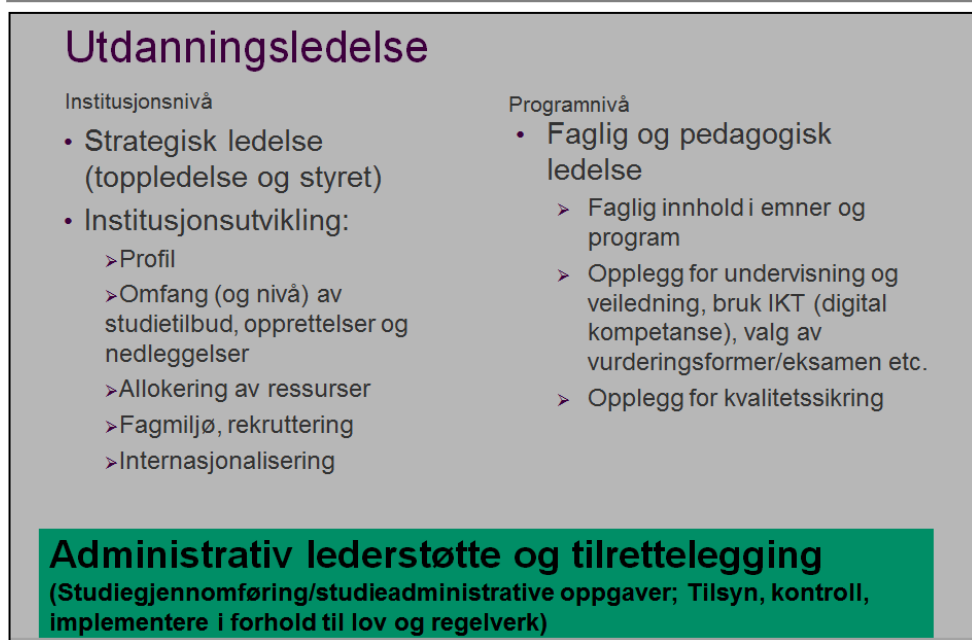 Utdanningsledelse
Institusjonsnivå
• Strategisk ledelse
(toppledelse og styret)
• Institusjonsutvikling:
➢Profil
➢Omfang (og nivå) av
studietilbud, opprettelser og
nedleggelser
➢Allokering av ressurser
➢Fagmiljø, rekruttering
➢Internasjonalisering
Programnivå
• Faglig og pedagogisk
ledelse
➢ Faglig innhold i emner og
program
➢ Opplegg for undervisning og
veiledning, bruk IKT (digital
kompetanse), valg av
vurderingsformer/eksamen etc.
➢ Opplegg for kvalitetssikring
Administrativ lederstøtte og tilrettelegging
(Studiegjennomføring/studieadministrative oppgaver; Tilsyn, kontroll,
implementere i forhold til lov og regelverk)